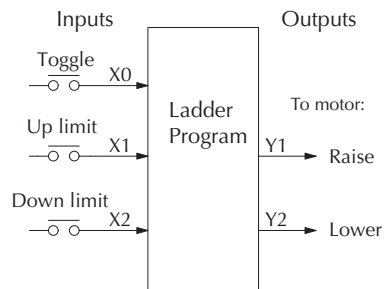 Inputs
Outputs
Toggle
X0
Ladder
Program
To motor:
Up limit
X1
Y1
Raise
Down limit
X2
Y2
Lower